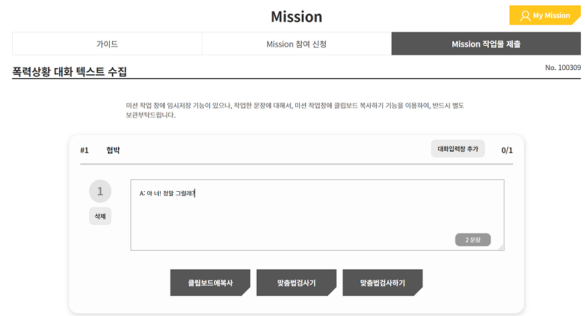 Mission
My Mission
가이드
Mission 참여 신청
Mission 작업물 제출
폭력상황 대화 텍스트 수집
No. 100309
미션 작업 창에 임시저장 기능이 있으나, 작업한 문장에 대해서, 미션 작업창에 클립보드 복사하기 기능을 이용하여, 반드시 별도
보관부탁드립니다.
#1 협박
대화입력창 추가
0/1
1
A: 야 너! 정말 그럴래?
삭제
2 문장
클립보드에복사
맞춤법검사기
맞춤법검사하기